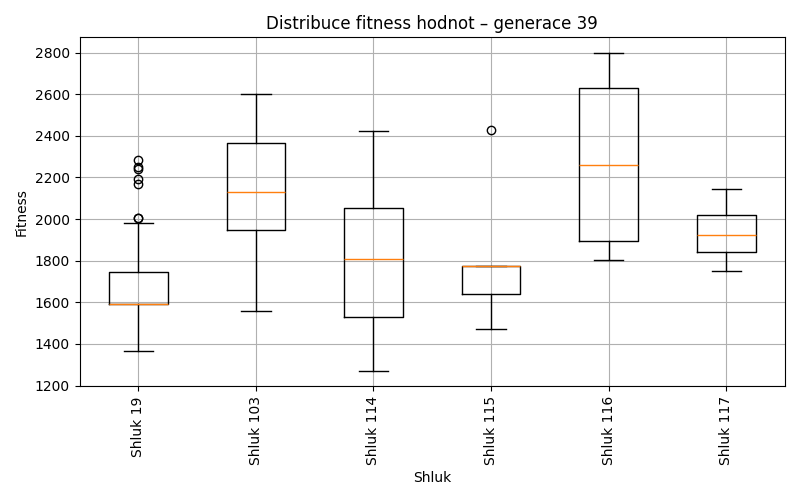 Distribuce fitness hodnot – generace 39
2800
2600
2400
2200
2000
1800
1600
1400
1200
Fitness
Shluk 19
Shluk 103
Shluk 114
Shluk 115
Shluk 116
Shluk 117
Shluk